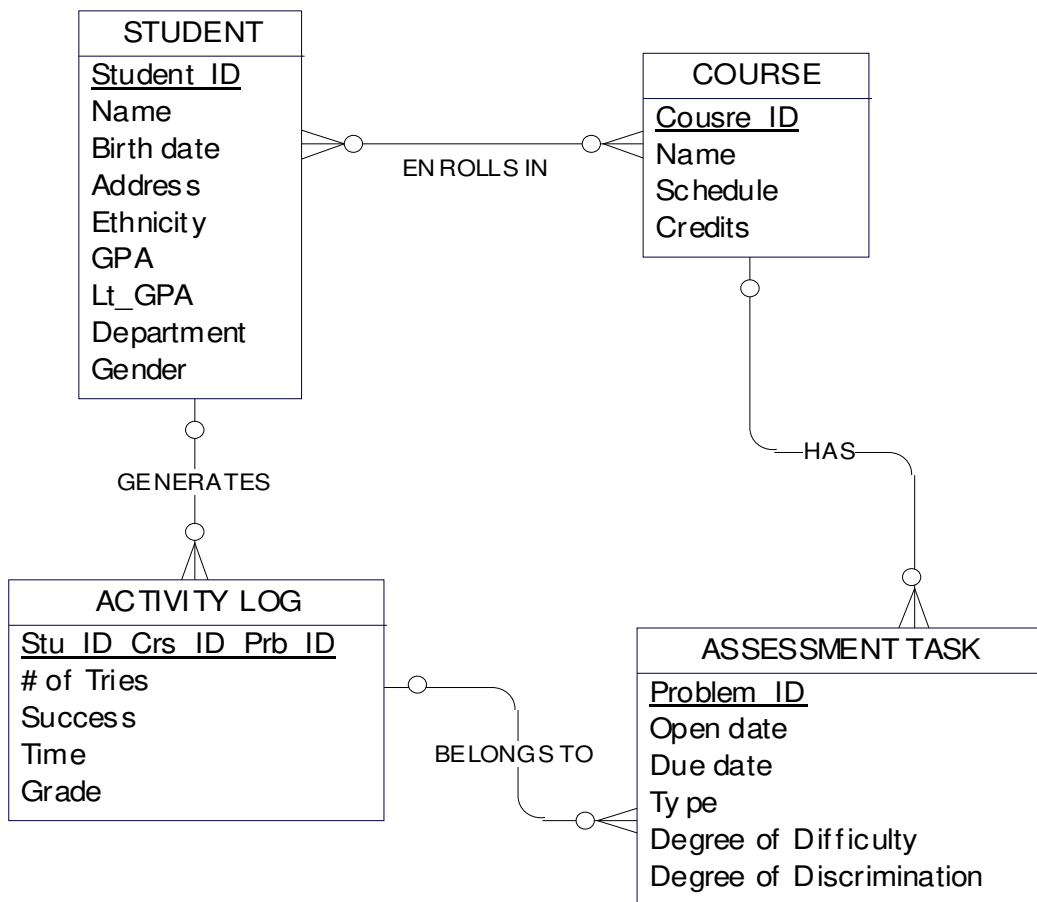 STUDENT
Student_ID
Name
Birth date
Address
Ethnicity
GPA
Lt_GPA
Department
Gender
ENROLLS IN
COURSE
Cousre_ID
Name
Schedule
Credits
GENERATES
HAS
ACTIVITY LOG
Stu_ID_Crs_ID_Prb_ID
# of Tries
Success
Time
Grade
BELONGS TO
ASSESSMENT TASK
Problem_ID
Open date
Due date
Type
Degree of Difficulty
Degree of Discrimination